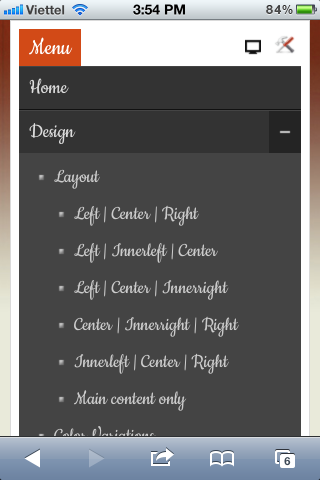 Viettel 3:54 PM 84%
Menu
Home
Design
Layout
Left | Center | Right
Left | Innerleft | Center
Left | Center | Innerright
Center | Innerright | Right
Innerleft | Center | Right
Main content only
Color Variations
6